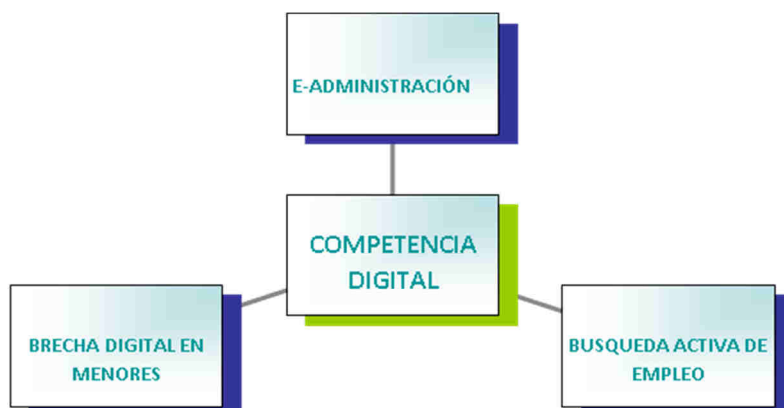 E-ADMINISTRACIÓN
COMPETENCIA
DIGITAL
BRECHA DIGITAL EN
MENORES
BUSQUEDA ACTIVA DE
EMPLEO